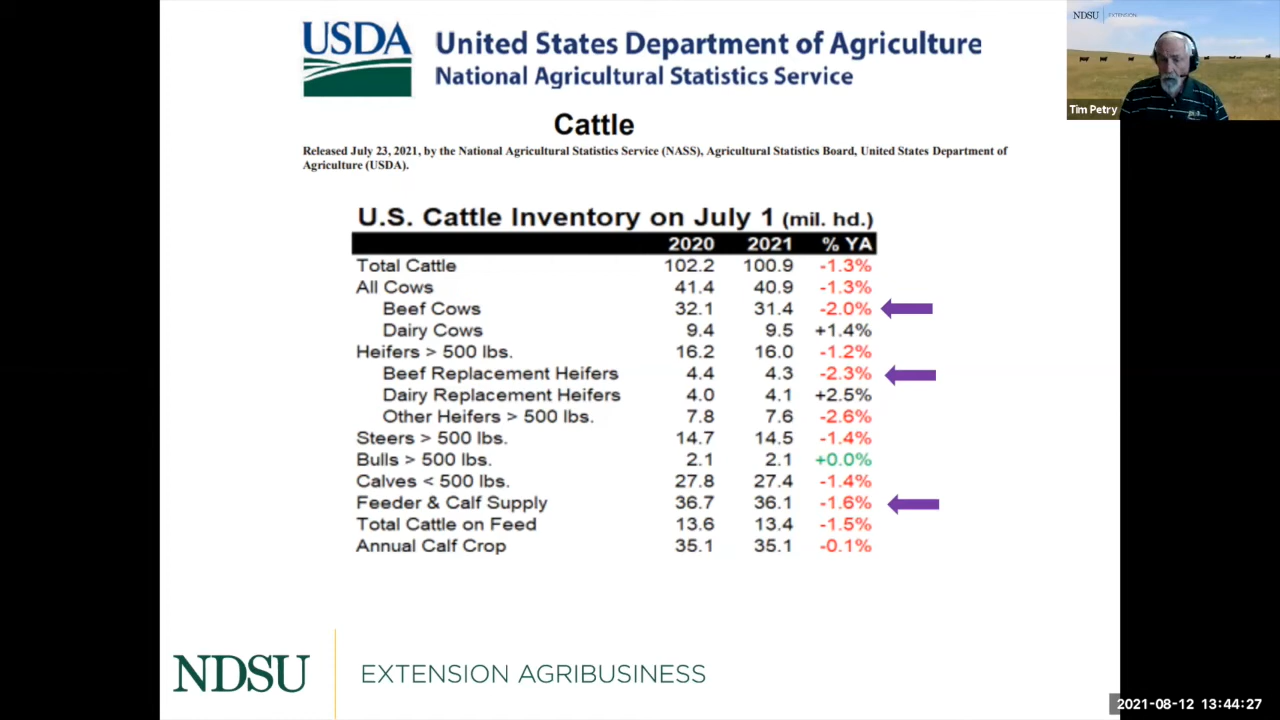 USDA
United States Department of Agriculture
National Agricultural Statistics Service
NDSU EXTENSION
Tim Petry
Cattle
Released July 23, 2021, by the National Agricultural Statistics Service (NASS), Agricultural Statistics Board, United States Department of
Agriculture (USDA).
U.S. Cattle Inventory on July 1 (mil. hd.)
2020 2021 % YA
Total Cattle 102.2 100.9 -1.3%
All Cows 41.4 40.9 -1.3%
Beef Cows 32.1 31.4 -2.0%
Dairy Cows 9.4 9.5 +1.4%
Heifers > 500 lbs. 16.2 16.0 -1.2%
Beef Replacement Heifers 4.4 4.3 -2.3%
Dairy Replacement Heifers 4.0 4.1 +2.5%
Other Heifers > 500 lbs. 7.8 7.6 -2.6%
Steers > 500 lbs. 14.7 14.5 -1.4%
Bulls > 500 lbs. 2.1 2.1 +0.0%
Calves < 500 lbs. 27.8 27.4 -1.4%
Feeder & Calf Supply 36.7 36.1 -1.6%
Total Cattle on Feed 13.6 13.4 -1.5%
Annual Calf Crop 35.1 35.1 -0.1%
NDSU EXTENSION AGRIBUSINESS
2021-08-12 13:44:27